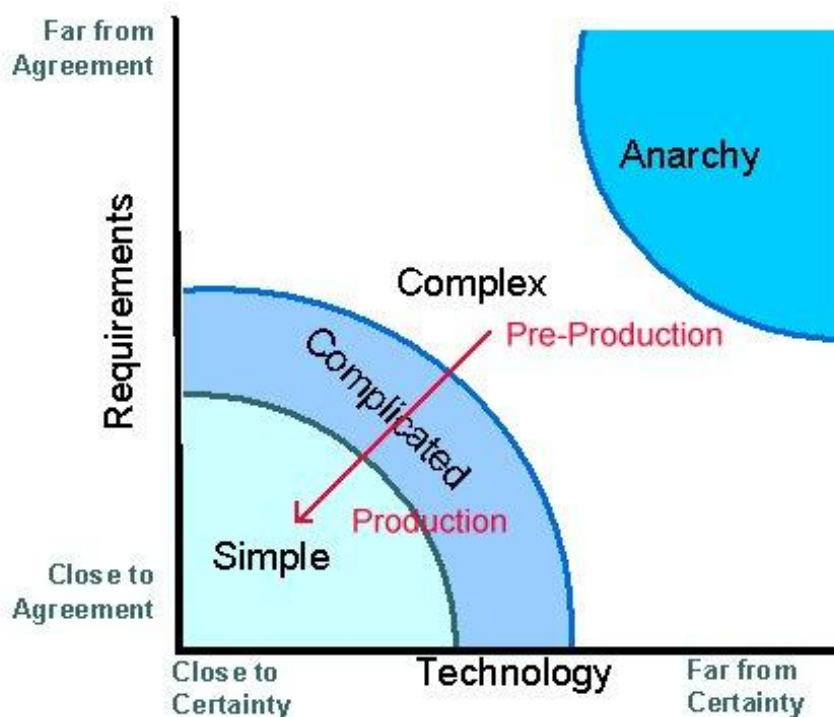 Far from
Agreement
Anarchy
Requirements
Complex
Pre-Production
Complicated
Production
Simple
Close to
Agreement
Close to
Certainty
Technology
Far from
Certainty